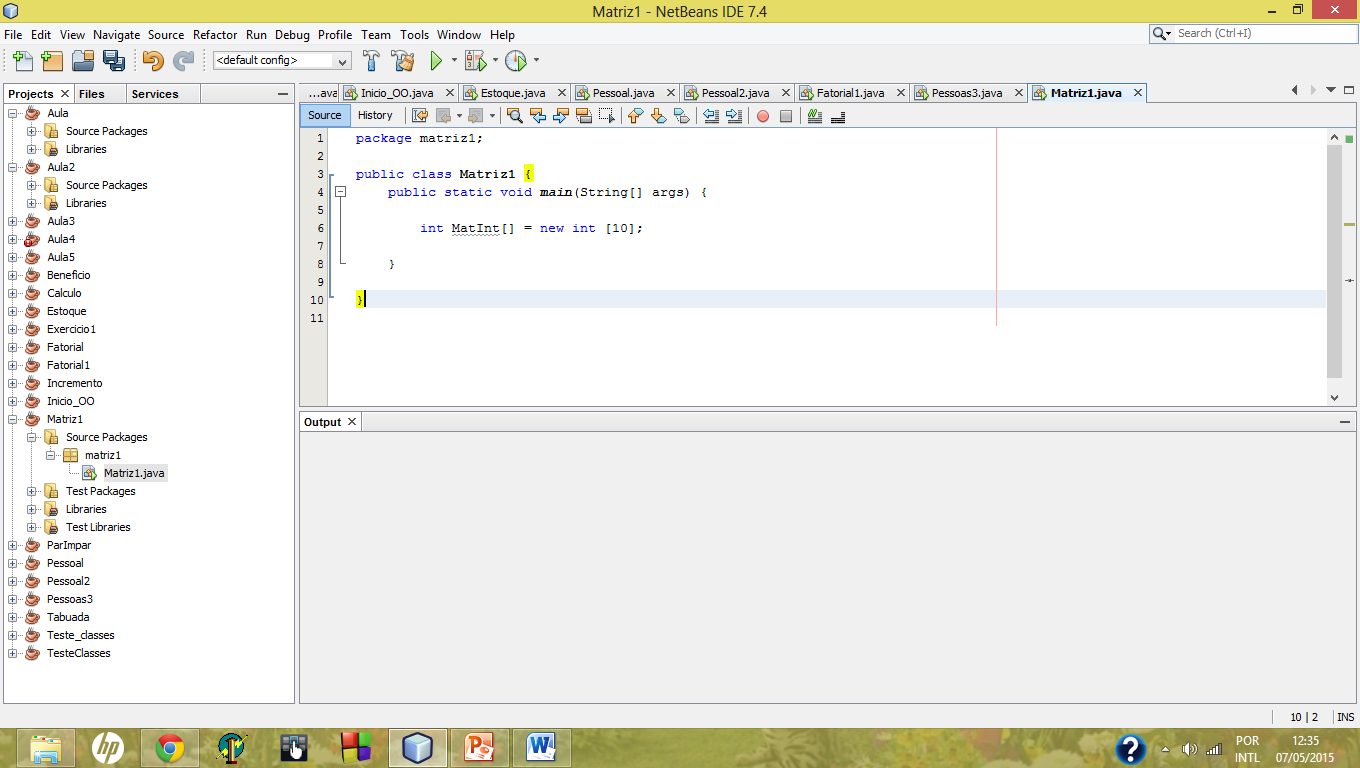 Matriz1 - NetBeans IDE 7.4
File Edit View Navigate Source Refactor Run Debug Profile Team Tools Window Help
Search (Ctrl+I)
<default config>
Projects Files Services
Aula
Source Packages
Libraries
Aula2
Source Packages
Libraries
Aula3
Aula4
Aula5
Beneficio
Calculo
Estoque
Exercicio1
Fatorial
Fatorial1
Incremento
Inicio_OO
Matriz1
Source Packages
matriz1
Matriz1.java
Test Packages
Libraries
Test Libraries
ParImpar
Pessoal
Pessoal2
Pessoas3
Tabuada
Teste_classes
TesteClasses
...ava Inicio_OO.java Estoque.java Pessoal.java Pessoal2.java Fatorial1.java Pessoas3.java Matriz1.java
Source History
1 package matriz1;
2
3 public class Matriz1 {
4 public static void main(String[] args) {
5
6 int MatInt[] = new int [10];
7
8 }
9
10 }
11
Output
10 | 2 INS
hp
POR
INTL
12:35
07/05/2015